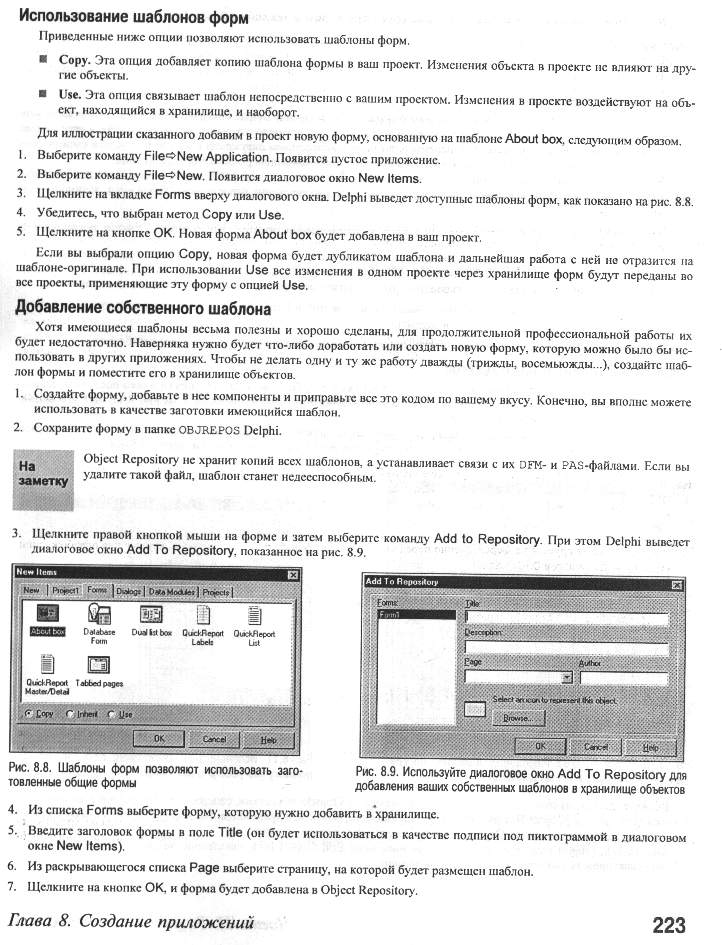 Использование шаблонов форм
Приведенные ниже опции позволяют использовать шаблоны форм.
■ Copy. Эта опция добавляет копию шаблона формы в ваш проект. Изменения объекта в проекте не влияют на дру-
гие объекты.
■ Use. Эта опция связывает шаблон непосредственно с вашим проектом. Изменения в проекте воздействуют на объ-
ект, находящийся в хранилище, и наоборот.
Для иллюстрации сказанного добавим в проект новую форму, основанную на шаблоне About box, следующим образом.
1. Выберите команду File⇨New Application. Появится пустое приложение.
2. Выберите команду File⇨New. Появится диалоговое окно New Items.
3. Щелкните на вкладке Forms вверху диалогового окна. Delphi выведет доступные шаблоны форм, как показано на рис. 8.8.
4. Убедитесь, что выбран метод Copy или Use.
5. Щелкните на кнопке OK. Новая форма About box будет добавлена в ваш проект.
Если вы выбрали опцию Copy, новая форма будет дубликатом шаблона и дальнейшая работа с ней не отразится на
шаблоне-оригинале. При использовании Use все изменения в одном проекте через хранилище форм будут переданы во
все проекты, применяющие эту форму с опцией Use.
Добавление собственного шаблона
Хотя имеющиеся шаблоны весьма полезны и хорошо сделаны, для продолжительной профессиональной работы их
будет недостаточно. Наверняка нужно будет что-либо доработать или создать новую форму, которую можно было бы ис-
пользовать в других приложениях. Чтобы не делать одну и ту же работу дважды (трижды, восемьюжды...), создайте шаб-
лон формы и поместите его в хранилище объектов.
1. Создайте форму, добавьте в нее компоненты и приправьте все это кодом по вашему вкусу. Конечно, вы вполне можете
использовать в качестве заготовки имеющийся шаблон.
2. Сохраните форму в папке OBJREPOS Delphi.
На
заметку
Object Repository не хранит копий всех шаблонов, а устанавливает связи с их DFM- и PAS-файлами. Если вы
удалите такой файл, шаблон станет недееспособным.
3. Щелкните правой кнопкой мыши на форме и затем выберите команду Add to Repository. При этом Delphi выведет
диалоговое окно Add To Repository, показанное на рис. 8.9.
New Items
New Project1 Forms Dialogs Data Modules Projects
About box Database Form Dual list box QuickReport Labels QuickReport List
QuickReport Master/Detail Tabbed pages
Copy Inherit Use
OK Cancel Help
Рис. 8.8. Шаблоны форм позволяют использовать заго-
товленные общие формы
Add To Repository
Forms: Title:
Form1
Description:
Page Author:
Select an icon to represent this object.
Browse...
OK Cancel Help
Рис. 8.9. Используйте диалоговое окно Add To Repository для
добавления ваших собственных шаблонов в хранилище объектов
4. Из списка Forms выберите форму, которую нужно добавить в хранилище.
5. Введите заголовок формы в поле Title (он будет использоваться в качестве подписи под пиктограммой в диалоговом
окне New Items).
6. Из раскрывающегося списка Page выберите страницу, на которой будет размещен шаблон.
7. Щелкните на кнопке OK, и форма будет добавлена в Object Repository.
Глава 8. Создание приложений
223